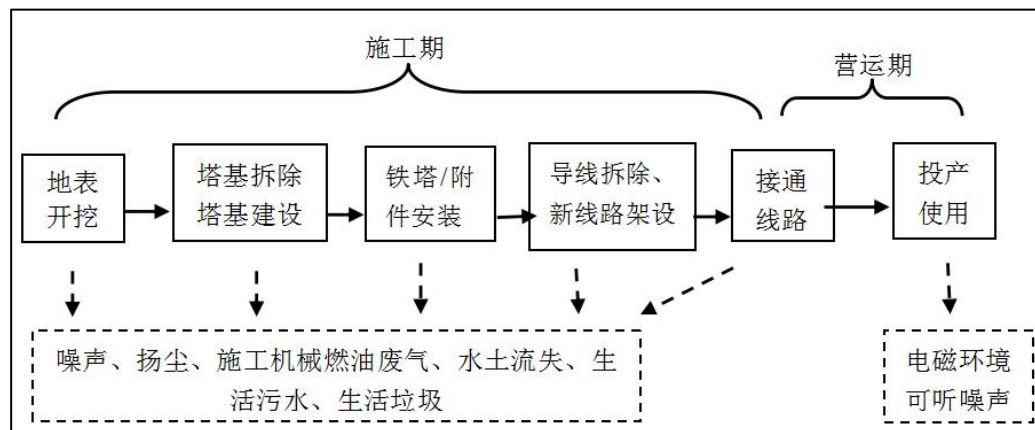 施工期
营运期
地表
开挖
塔基拆除
塔基建设
铁塔/附
件安装
导线拆除、
新线路架设
接通
线路
投产
使用
噪声、扬尘、施工机械燃油废气、水土流失、生
活污水、生活垃圾
电磁环境
可听噪声